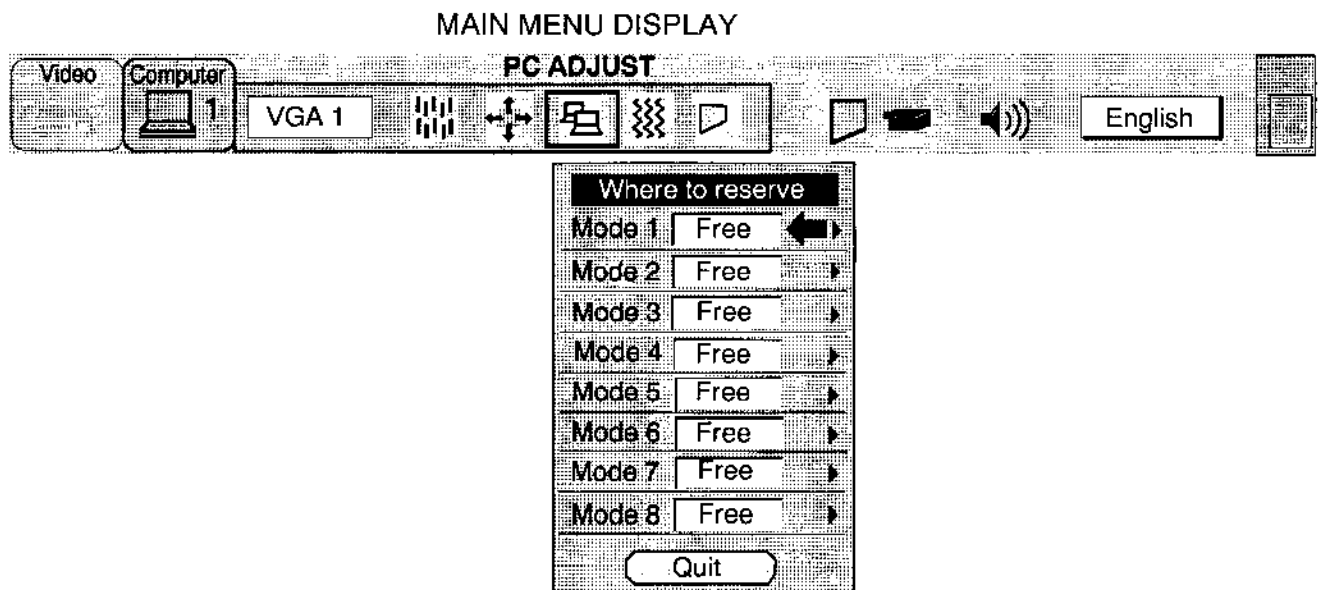 MAIN MENU DISPLAY
PC ADJUST
Video
Computer
1
VGA 1
English
Where to reserve
Mode 1 Free
Mode 2 Free
Mode 3 Free
Mode 4 Free
Mode 5 Free
Mode 6 Free
Mode 7 Free
Mode 8 Free
Quit